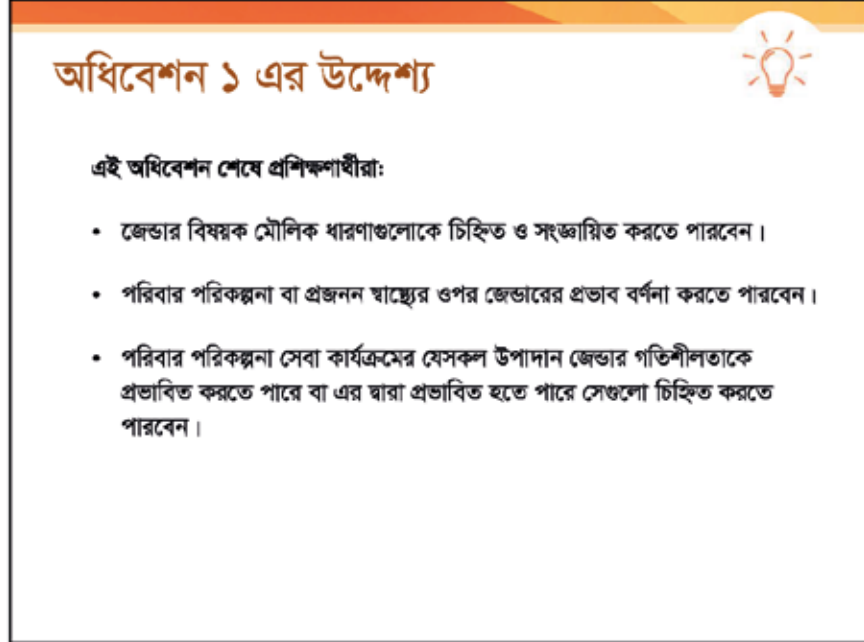 অধিবেশন ১ এর উদ্দেশ্য
এই অধিবেশন শেষে প্রশিক্ষণার্থীরা:
• জেন্ডার বিষয়ক মৌলিক ধারণাগুলোকে চিহ্নিত ও সংজ্ঞায়িত করতে পারবেন।
• পরিবার পরিকল্পনা বা প্রজনন স্বাস্থ্যের ওপর জেন্ডারের প্রভাব বর্ণনা করতে পারবেন।
• পরিবার পরিকল্পনা সেবা কার্যক্রমের যেসকল উপাদান জেন্ডার গতিশীলতাকে
প্রভাবিত করতে পারে বা এর দ্বারা প্রভাবিত হতে পারে সেগুলো চিহ্নিত করতে
পারবেন।